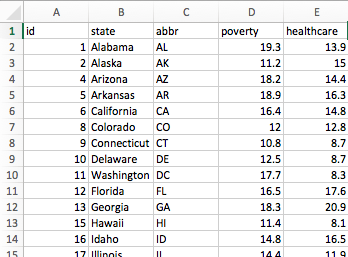 A B C D E
1 id state abbr poverty healthcare
2 1 Alabama AL 19.3 13.9
3 2 Alaska AK 11.2 15
4 4 Arizona AZ 18.2 14.4
5 5 Arkansas AR 18.9 16.3
6 6 California CA 16.4 14.8
7 8 Colorado CO 12 12.8
8 9 Connecticut CT 10.8 8.7
9 10 Delaware DE 12.5 8.7
10 11 Washington DC 17.7 8.3
11 12 Florida FL 16.5 17.6
12 13 Georgia GA 18.3 20.9
13 15 Hawaii HI 11.4 8.1
14 16 Idaho ID 14.8 16.5
15 17 Illinois IL 14.4 11.9